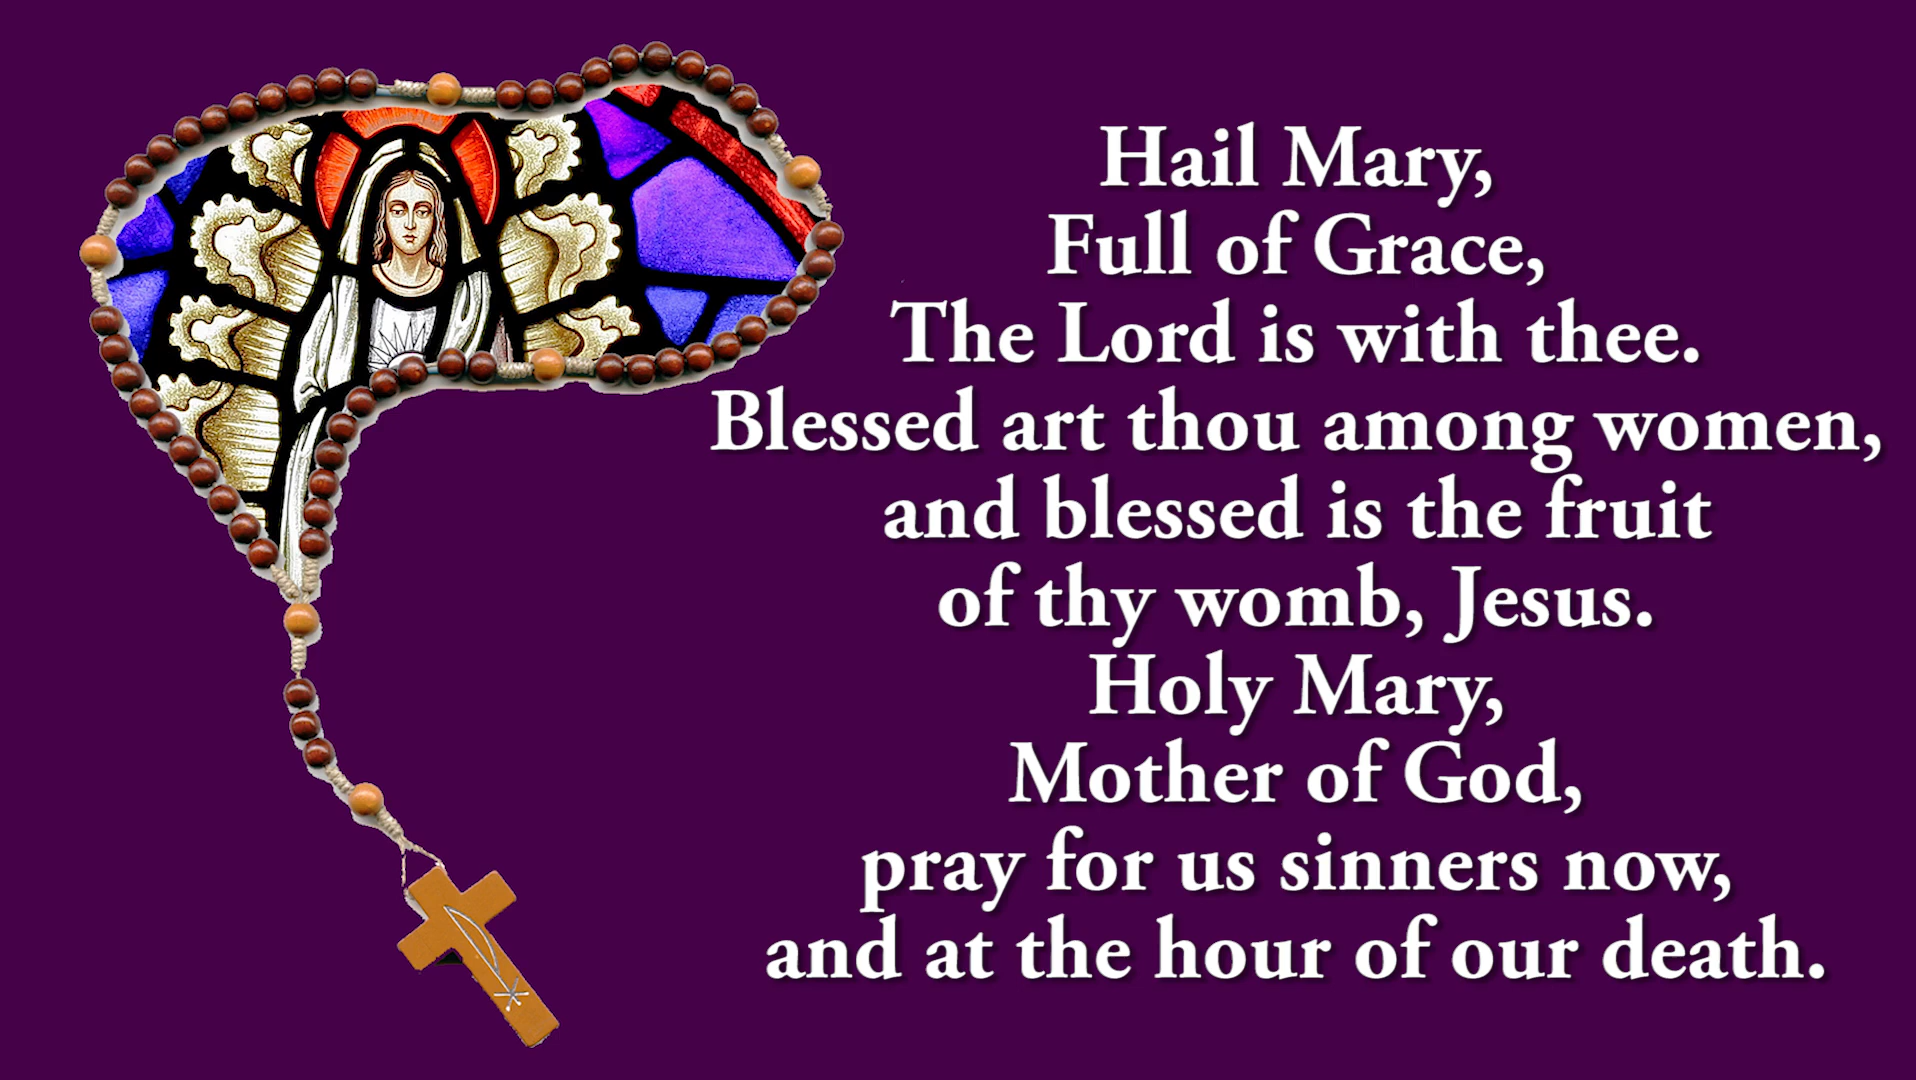 Hail Mary,
Full of Grace,
The Lord is with thee.
Blessed art thou among women,
and blessed is the fruit
of thy womb, Jesus.
Holy Mary,
Mother of God,
pray for us sinners now,
and at the hour of our death.